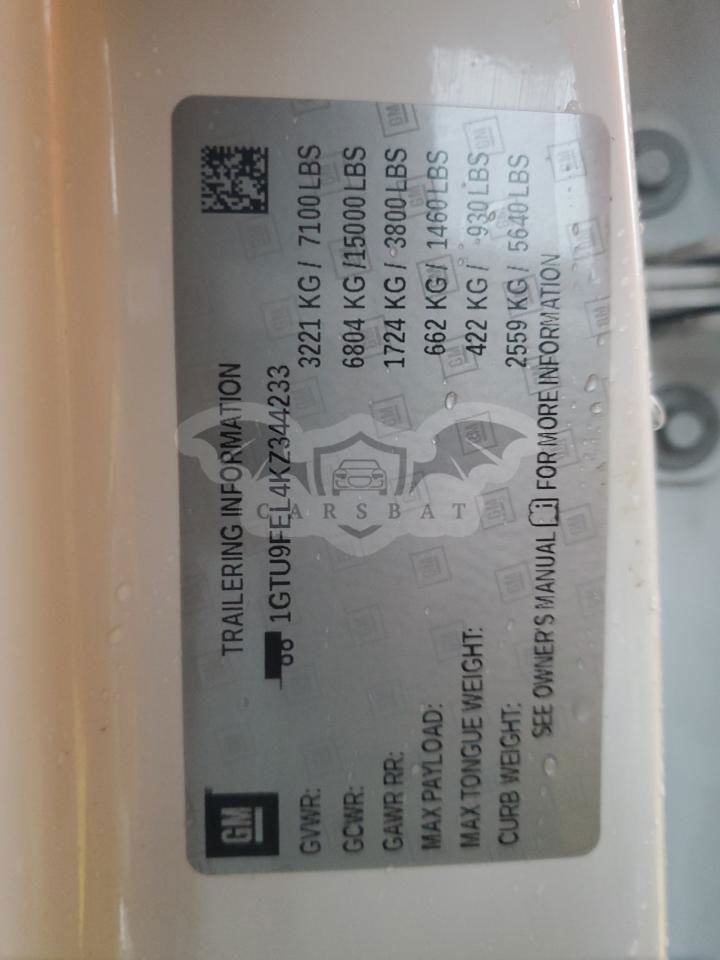 GM
TRAILERING INFORMATION
1GTU9FEL4KZ344233
GVWR: 3221 KG / 7100 LBS
GCWR: 6804 KG /15000 LBS
GAWR RR: 1724 KG / 3800 LBS
MAX PAYLOAD: 662 KG / 1460 LBS
MAX TONGUE WEIGHT: 422 KG / 930 LBS
CURB WEIGHT: 2559 KG / 5640 LBS
SEE OWNER'S MANUAL FOR MORE INFORMATION
CARSBAT